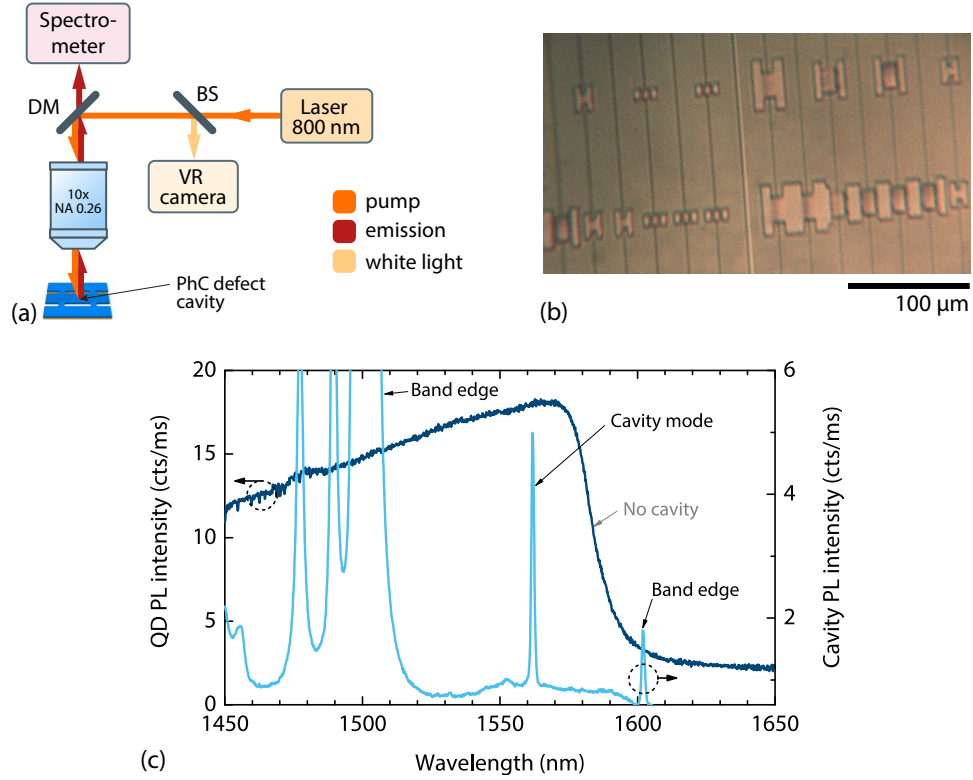 Spectro-
meter
DM
BS
Laser
800 nm
10x
NA 0.26
VR
camera
pump
emission
white light
PhC defect
cavity
(a)
100 µm
(b)
20
15
10
5
0
QD PL intensity (cts/ms)
Band edge
Cavity mode
No cavity
Band edge
6
4
2
Cavity PL intensity (cts/ms)
1450
1500
1550
1600
1650
Wavelength (nm)
(c)